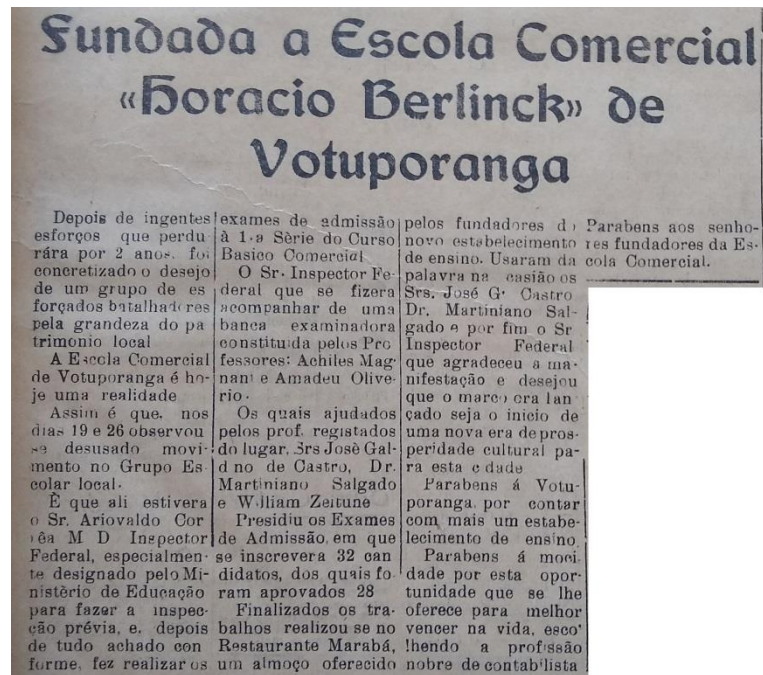 Fundada a Escola Comercial
«Horacio Berlinck» de
Votuporanga
Depois de ingentes
esforços que perdu
rára por 2 anos, foi
concretizado o desejo
de um grupo de es
forçados batalhadores
pela grandeza do pa
trimonio local
A Escola Comercial
de Votuporanga é ho-
je uma realidade
Assim é que, nos
dias 19 e 26 observou
se desusado movi-
mento no Grupo Es-
colar local.
È que ali estivera
o Sr. Ariovaldo Cor
rêa M D Inspector
Federal, especialmen-
te designado pelo Mi-
nistério de Educação
para fazer a inspec-
ção prévia, e, depois
de tudo achado con
forme, fez realizar os
exames de admissão
à 1.a Sèrie do Curso
Basico Comercial
O Sr. Inspector Fe-
deral que se fizera
acompanhar de uma
banca examinadora
constituida pelos Pro
fessores: Achiles Mag-
nani e Amadeu Olive-
rio.
Os quais ajudados
pelos prof. registados
do lugar, Srs Josè Gal-
dino de Castro, Dr.
Martiniano Salgado
e William Zeitune
Presidiu os Exames
de Admissão, em que
se inscrevera 32 can
didatos, dos quais fo-
ram aprovados 28
Finalizados os tra-
balhos realizou se no
Restaurante Marabá,
um almoço oferecido
pelos fundadores do
novo estabelecimento
de ensino. Usaram da
palavra na casião os
Srs. José G. Castro
Dr. Martiniano Sal-
gado e por fim o Sr
Inspector Federal
que agradeceu a ma-
nifestação e desejou
que o marco ora lan
çado seja o inicio de
uma nova era de pros-
peridade cultural pa-
ra esta cidade
Parabens á Votu-
poranga, por contar
com mais um estabe-
lecimento de ensino.
Parabens á moci-
dade por esta opor-
tunidade que se lhe
oferece para melhor
vencer na vida, esco'
lhendo a profissão
nobre de contabilista
Parabens aos senho-
res fundadores da Es-
cola Comercial.